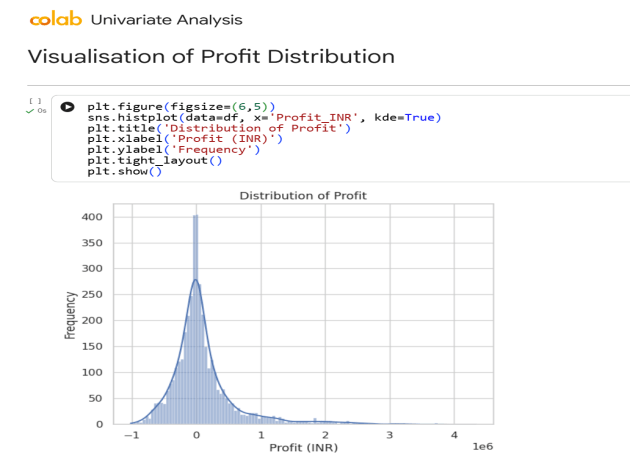 colab Univariate Analysis
Visualisation of Profit Distribution
[ ]
✓ 0s
plt.figure(figsize=(6,5))
sns.histplot(data=df, x='Profit_INR', kde=True)
plt.title('Distribution of Profit')
plt.xlabel('Profit (INR)')
plt.ylabel('Frequency')
plt.tight_layout()
plt.show()
Distribution of Profit
400
350
300
250
200
150
100
50
0
Frequency
−1 0 1 2 3 4
1e6
Profit (INR)